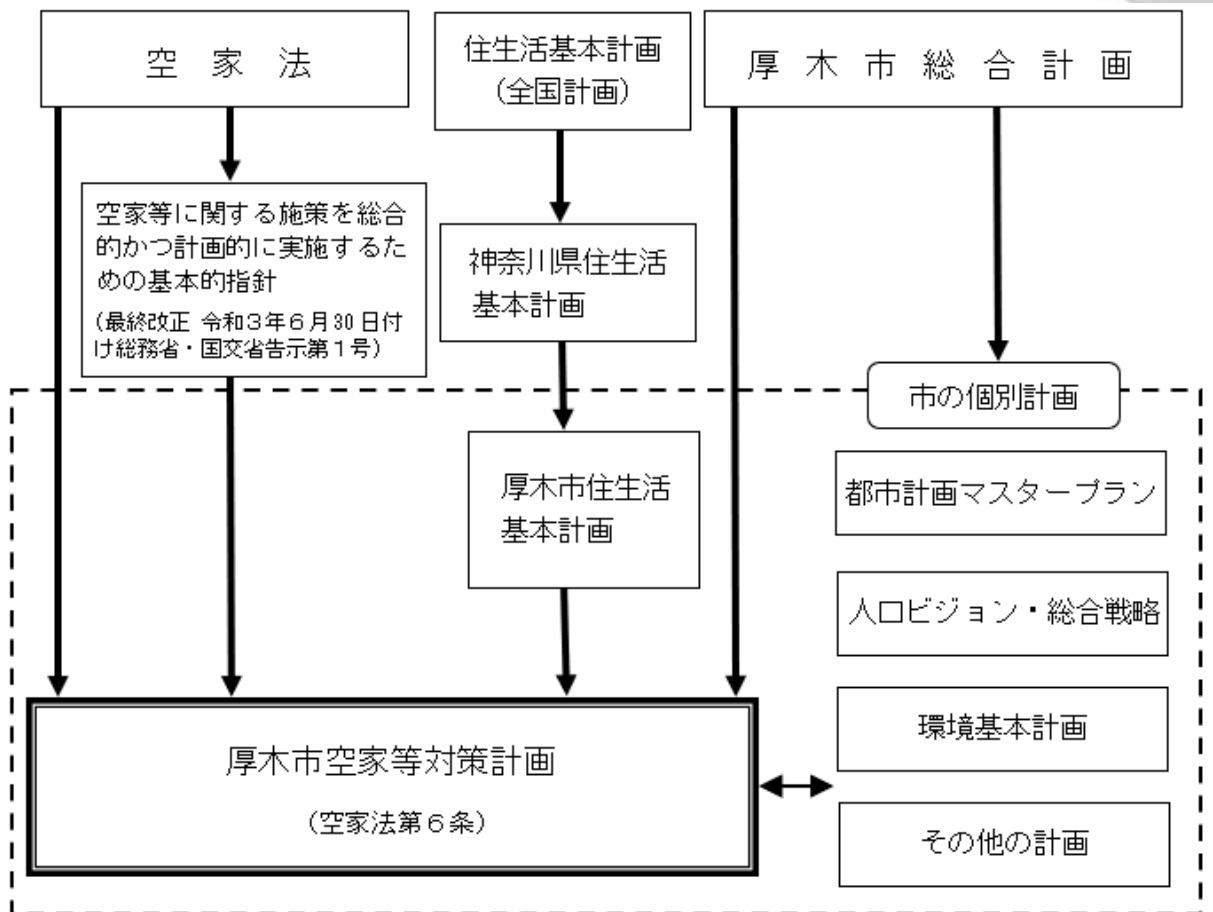 空家法
住生活基本計画
（全国計画）
厚木市総合計画
空家等に関する施策を総合
的かつ計画的に実施するた
めの基本的指針
（最終改正 令和３年６月30日付
け総務省・国交省告示第１号）
神奈川県住生活
基本計画
市の個別計画
厚木市住生活
基本計画
都市計画マスタープラン
人口ビジョン・総合戦略
環境基本計画
その他の計画
厚木市空家等対策計画
（空家法第６条）